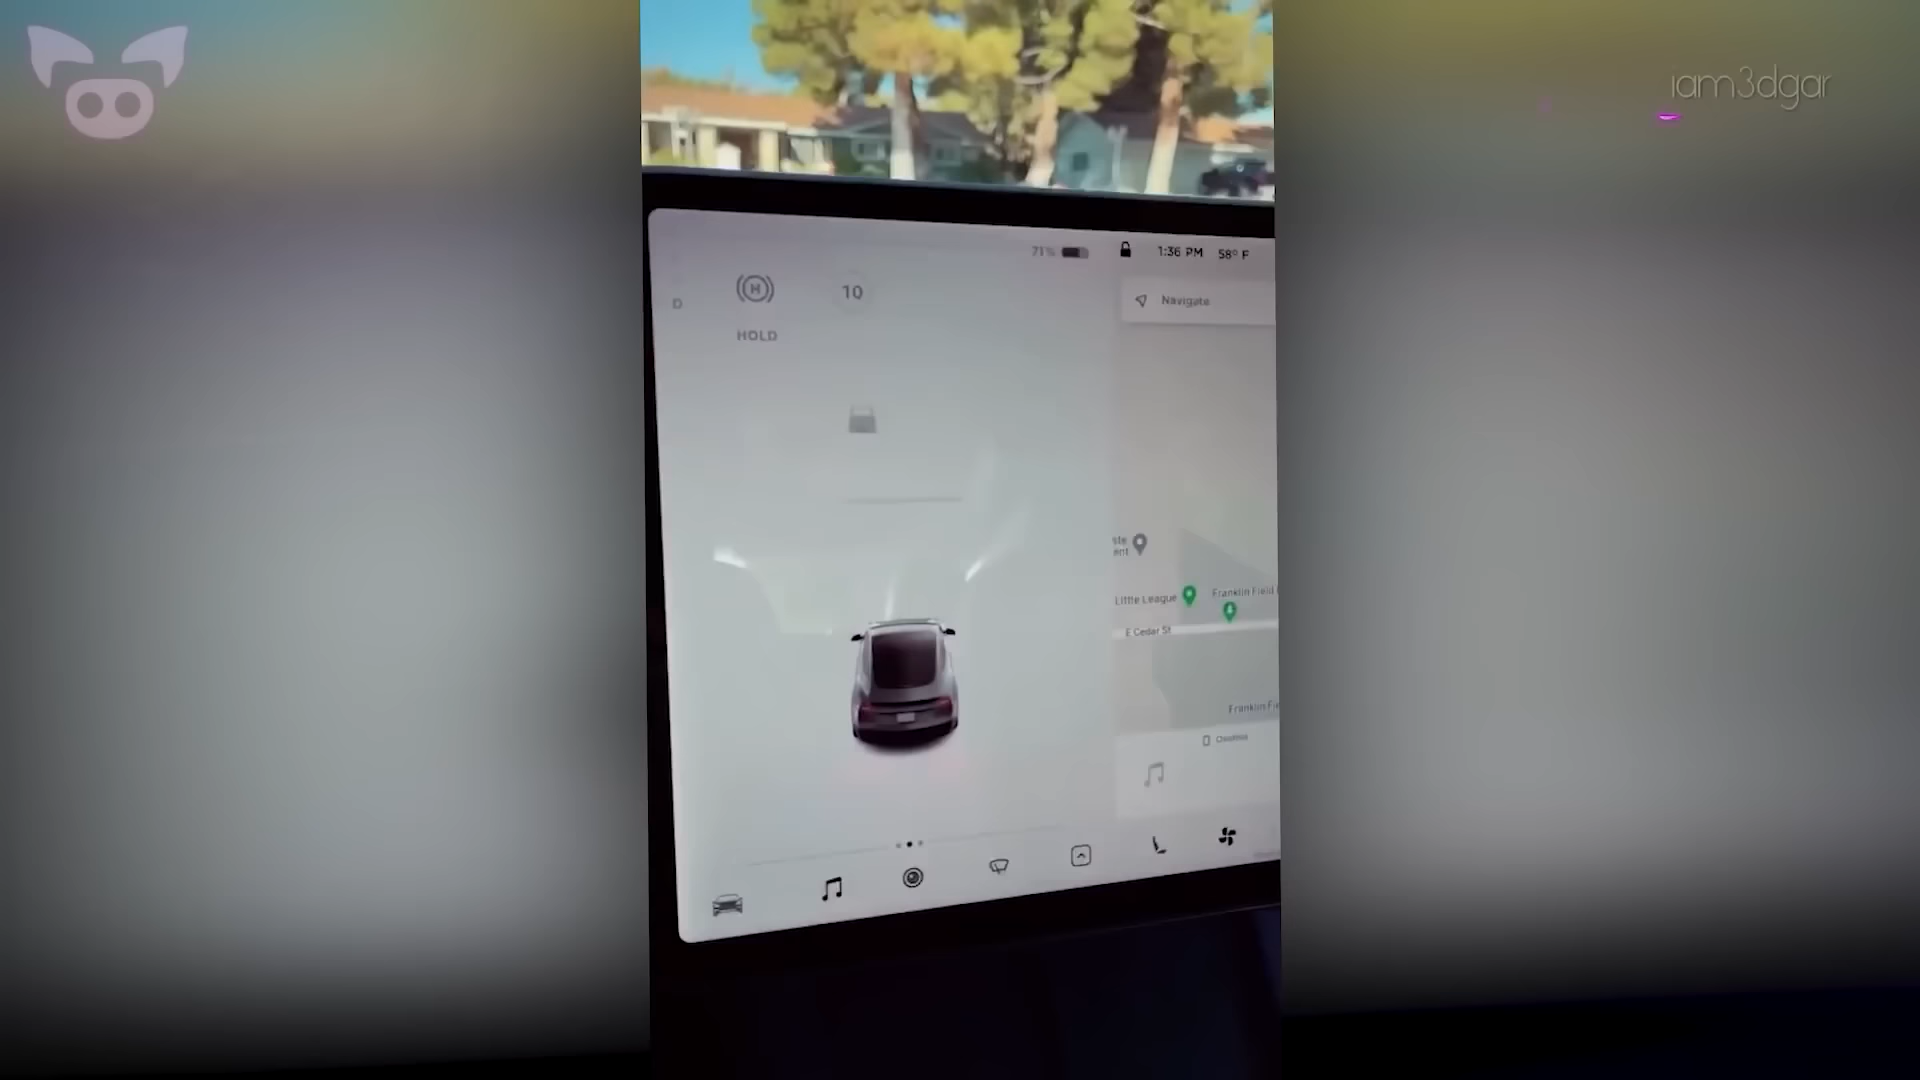 iam3dgar
71%
1:36 PM
58° F
D
10
HOLD
Navigate
Little League
Franklin Field
E Cedar St